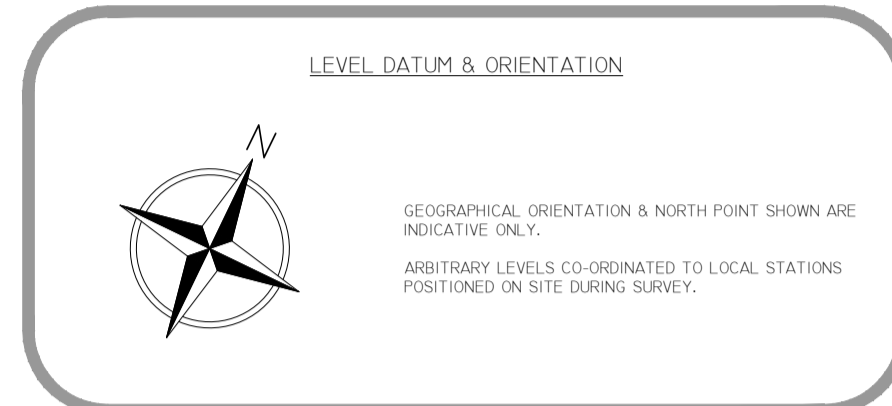 LEVEL DATUM & ORIENTATION
N
GEOGRAPHICAL ORIENTATION & NORTH POINT SHOWN ARE
INDICATIVE ONLY.
ARBITRARY LEVELS CO-ORDINATED TO LOCAL STATIONS
POSITIONED ON SITE DURING SURVEY.